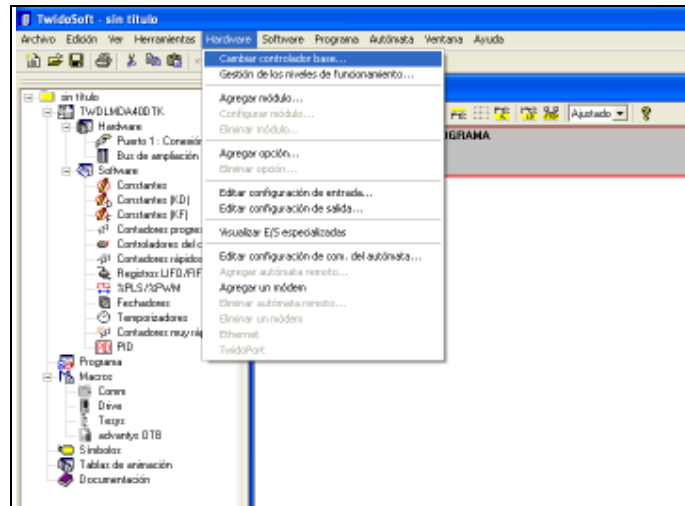 TwidoSoft - sin título
Archivo Edición Ver Herramientas Hardware Software Programa Autómata Ventana Ayuda
Cambiar controlador base...
Gestión de los niveles de funcionamiento...
Agregar módulo...
Configurar módulo...
Eliminar módulo...
Agregar opción...
Eliminar opción...
Editar configuración de entrada...
Editar configuración de salida...
Visualizar E/S especializadas
Editar configuración de com. del autómata...
Agregar autómata remoto...
Agregar un módem
Eliminar autómata remoto...
Eliminar un módem
Ethernet
TwidoPort
Ajustado
GRAMA
sin título
TWDLMDA40DTK
Hardware
Puerto 1 : Conexión
Bus de ampliación
Software
Constantes
Constantes (KD)
Constantes (KF)
Contadores progres
Controladores del c
Contadores rápidos
Registros LIFO/FIF
%PLS/%PWM
Fechadores
Temporizadores
Contadores muy ráp
PID
Programa
Macros
Comm
Drive
Tesys
advantys OTB
Símbolos
Tablas de animación
Documentación